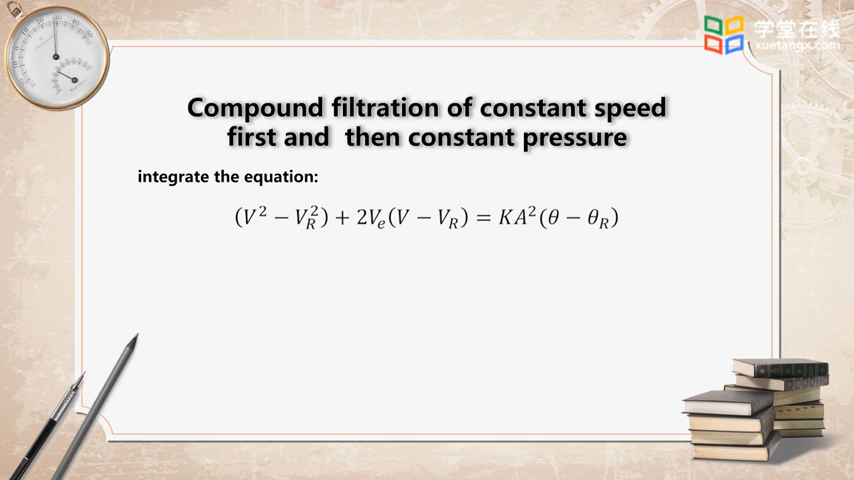 学堂在线
xuetangx.com
Compound filtration of constant speed
first and then constant pressure
integrate the equation:
(V² − V_R²) + 2Vₑ(V − V_R) = KA²(θ − θ_R)